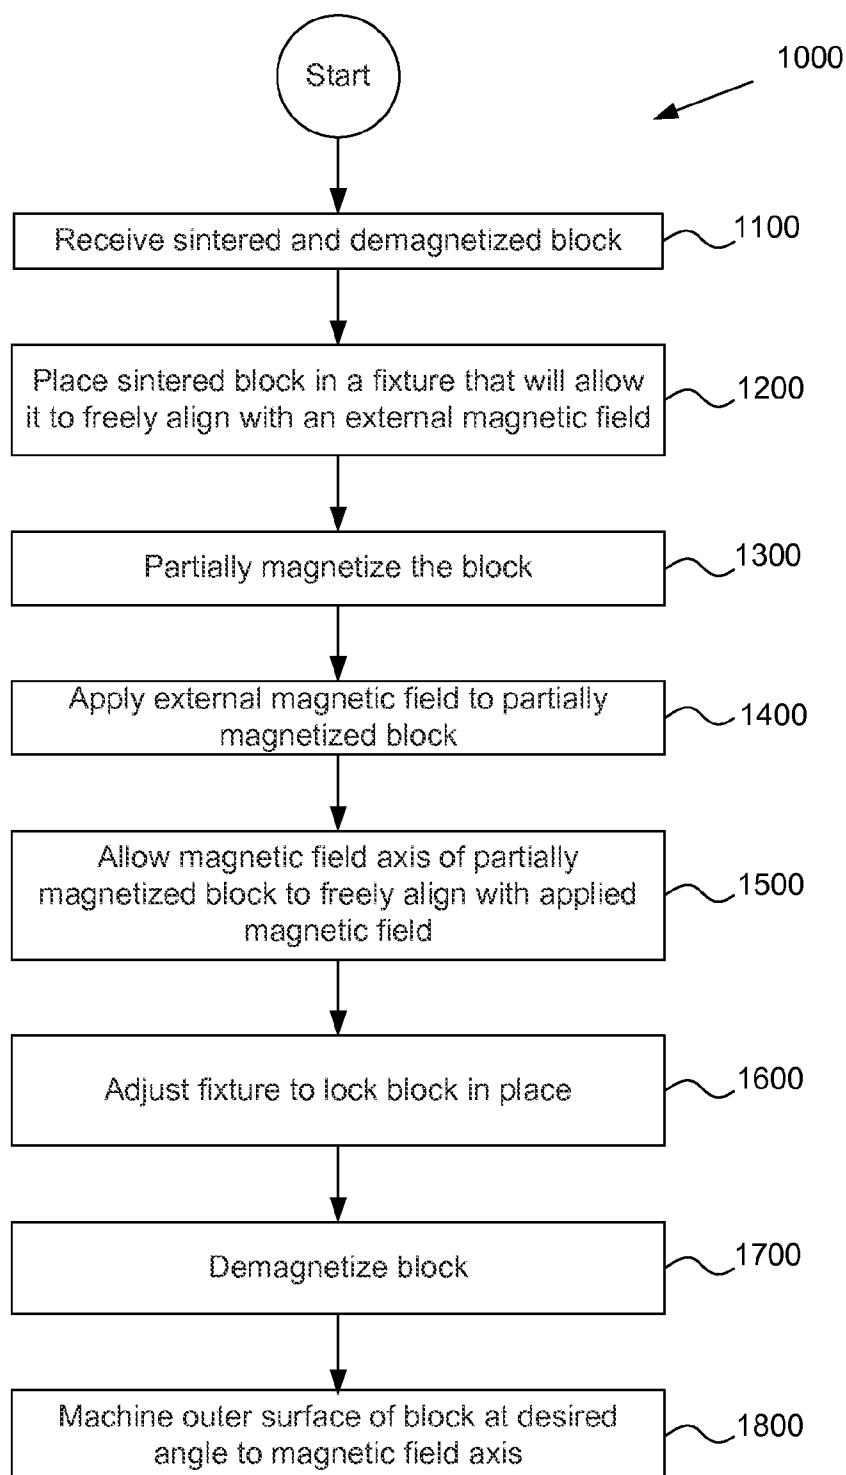 1000
Start
Receive sintered and demagnetized block
1100
Place sintered block in a fixture that will allow
it to freely align with an external magnetic field
1200
Partially magnetize the block
1300
Apply external magnetic field to partially
magnetized block
1400
Allow magnetic field axis of partially
magnetized block to freely align with applied
magnetic field
1500
Adjust fixture to lock block in place
1600
Demagnetize block
1700
Machine outer surface of block at desired
angle to magnetic field axis
1800